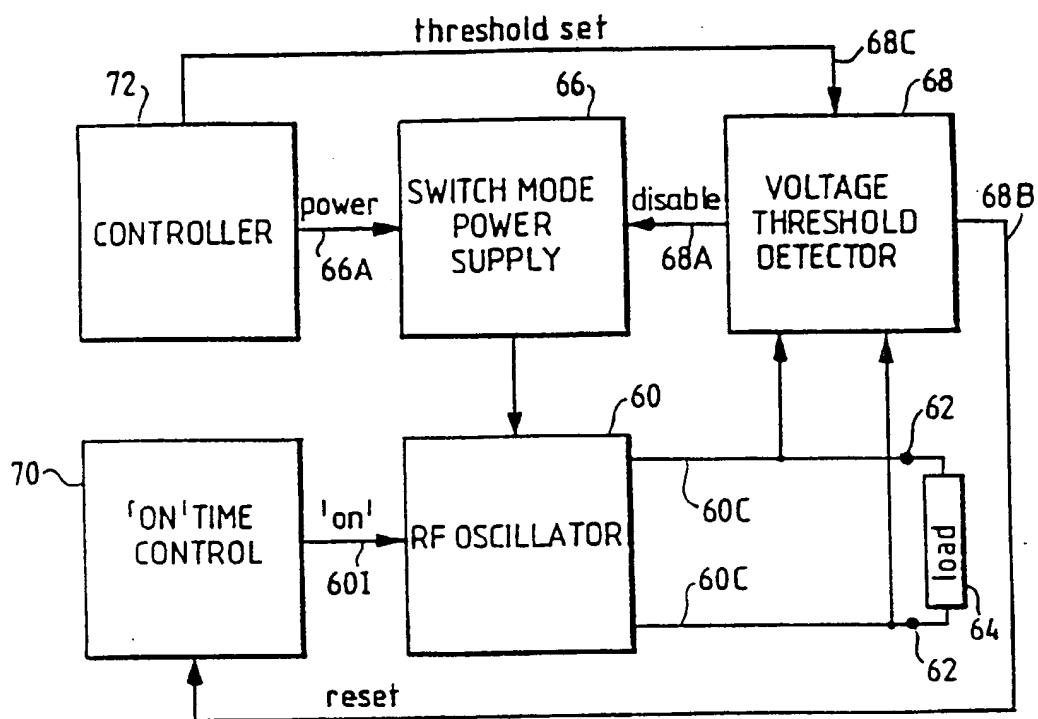 threshold set
68C
72
66
68
CONTROLLER
power
66A
SWITCH MODE
POWER
SUPPLY
disable
68A
VOLTAGE
THRESHOLD
DETECTOR
68B
60
62
70
'ON' TIME
CONTROL
'on'
60I
RF OSCILLATOR
60C
60C
load
64
62
reset